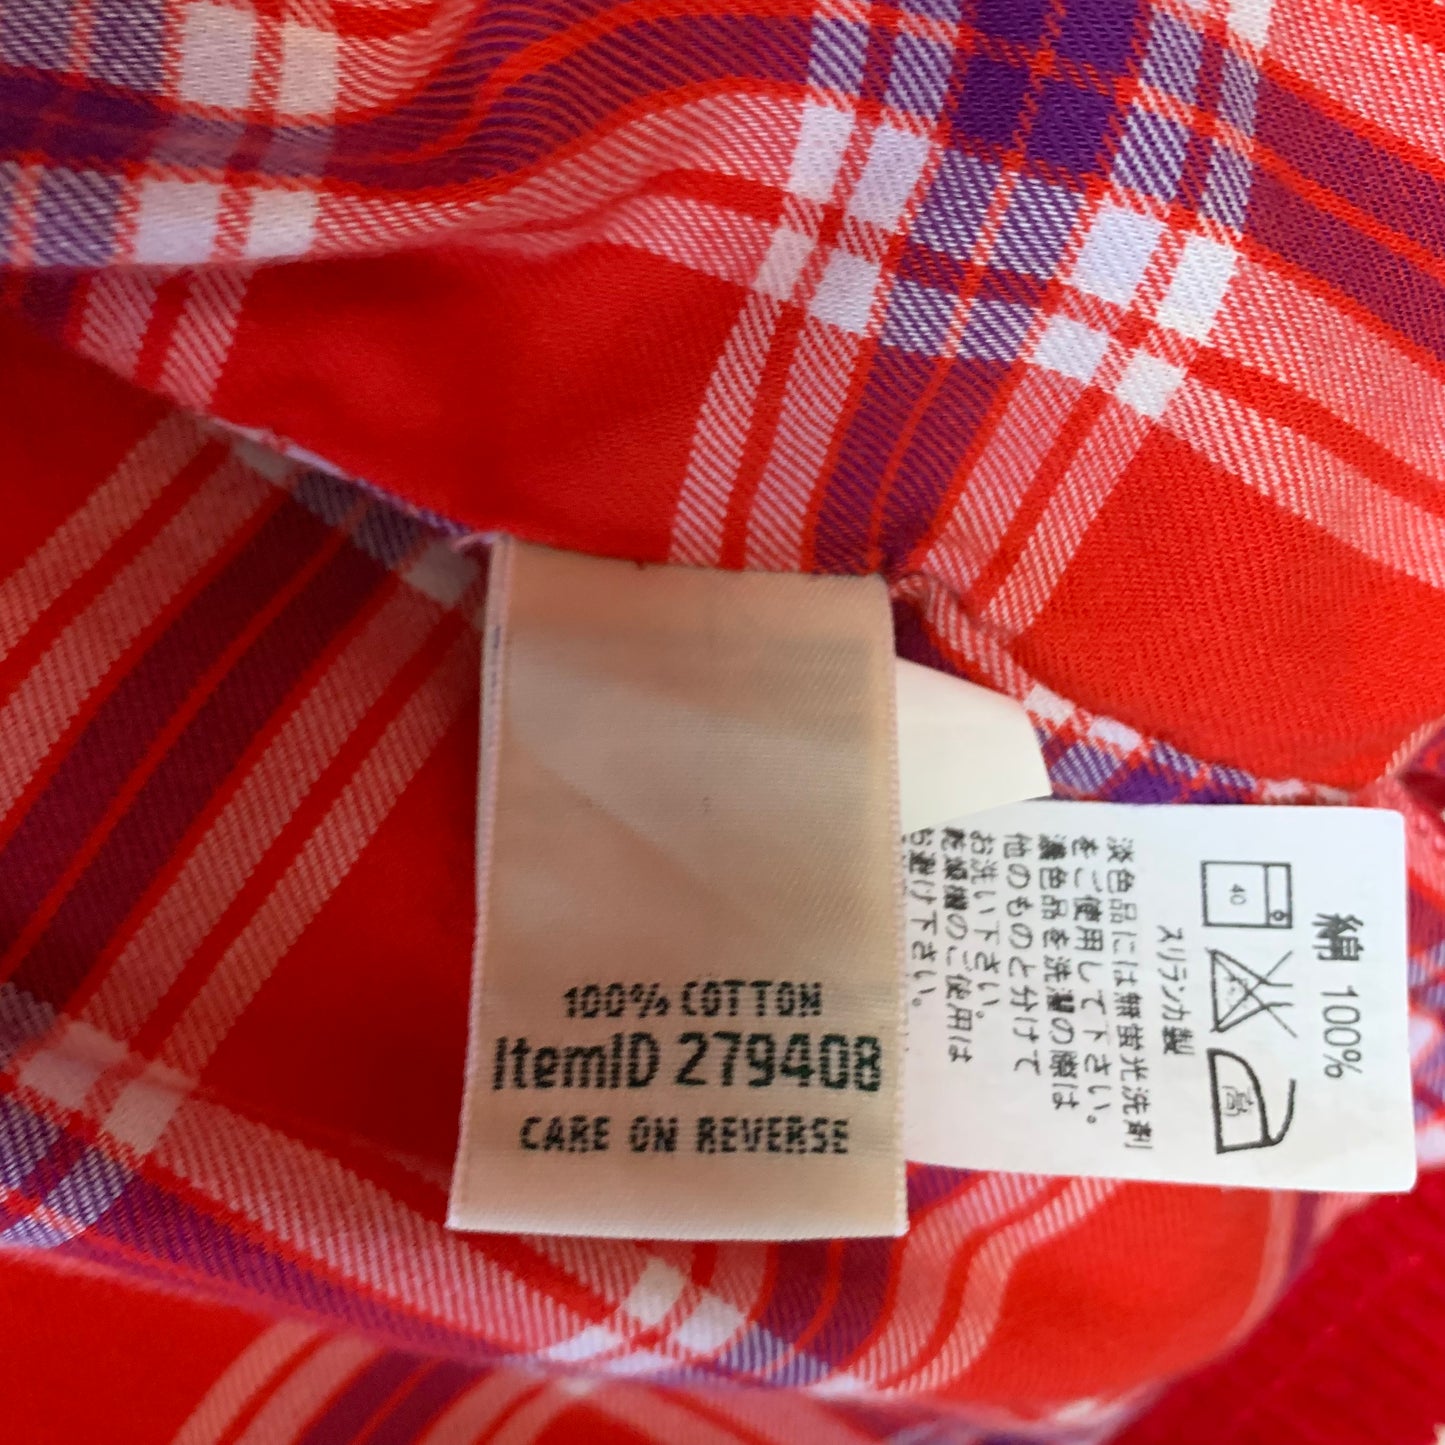 100% COTTON
ItemID 279408
CARE ON REVERSE
絹 100%
40
高
スリランカ製
淡色品には無蛍光洗剤
をご使用して下さい。
濃色品を洗濯の際は
他のものと分けて
お洗い下さい。
乾燥機のご使用は
お避け下さい。